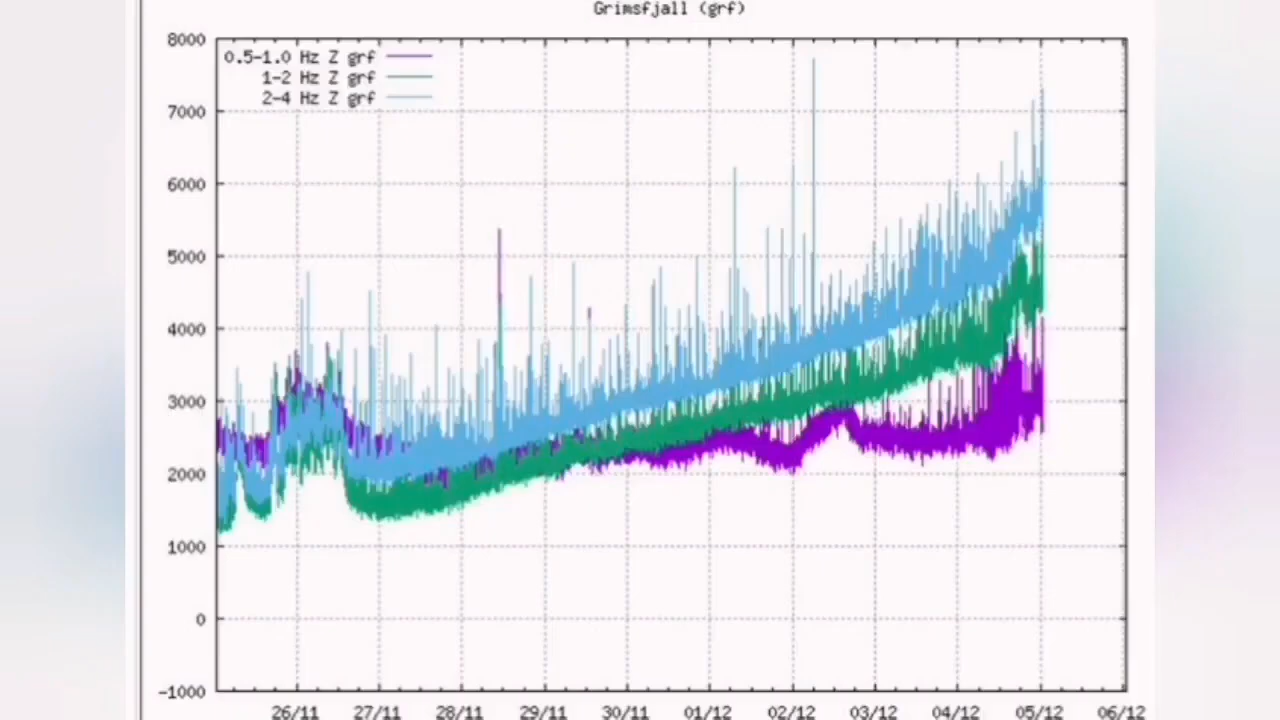 Grimsfjall (grf)
8000
0.5-1.0 Hz Z grf
1-2 Hz Z grf
2-4 Hz Z grf
7000
6000
5000
4000
3000
2000
1000
0
-1000
26/11 27/11 28/11 29/11 30/11 01/12 02/12 03/12 04/12 05/12 06/12